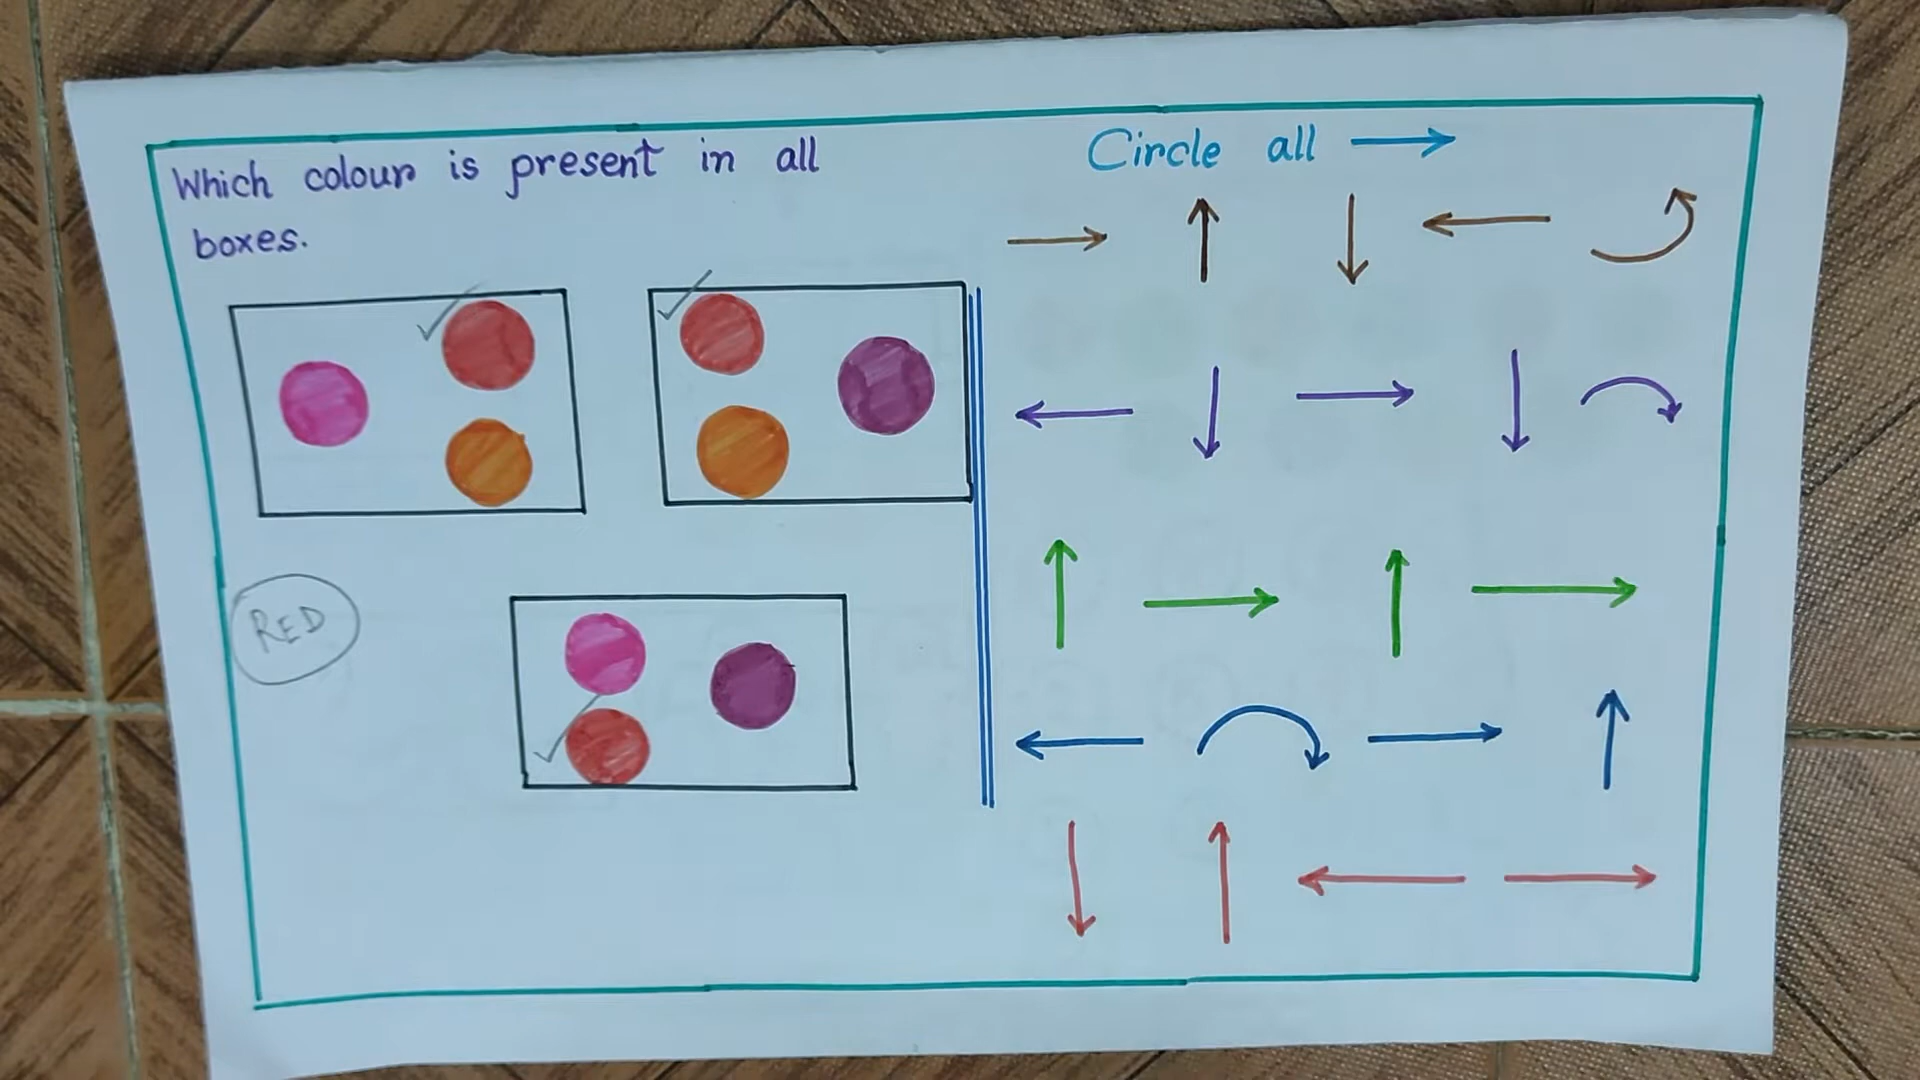 Which colour is present in all
boxes.
RED
Circle all →